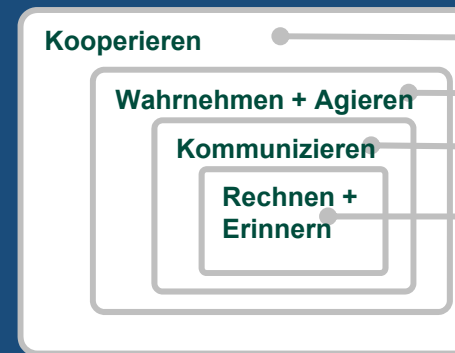 Kooperieren
Wahrnehmen + Agieren
Kommunizieren
Rechnen +
Erinnern